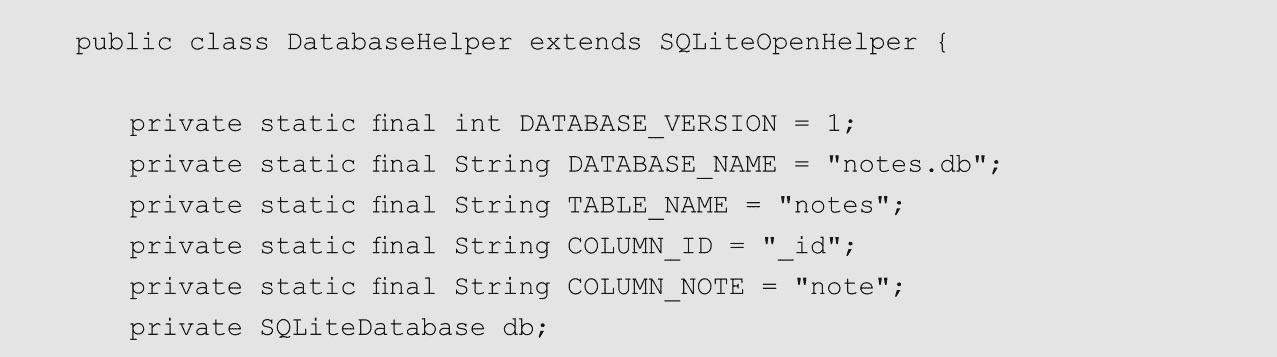 public class DatabaseHelper extends SQLiteOpenHelper {
private static final int DATABASE_VERSION = 1;
private static final String DATABASE_NAME = "notes.db";
private static final String TABLE_NAME = "notes";
private static final String COLUMN_ID = "_id";
private static final String COLUMN_NOTE = "note";
private SQLiteDatabase db;